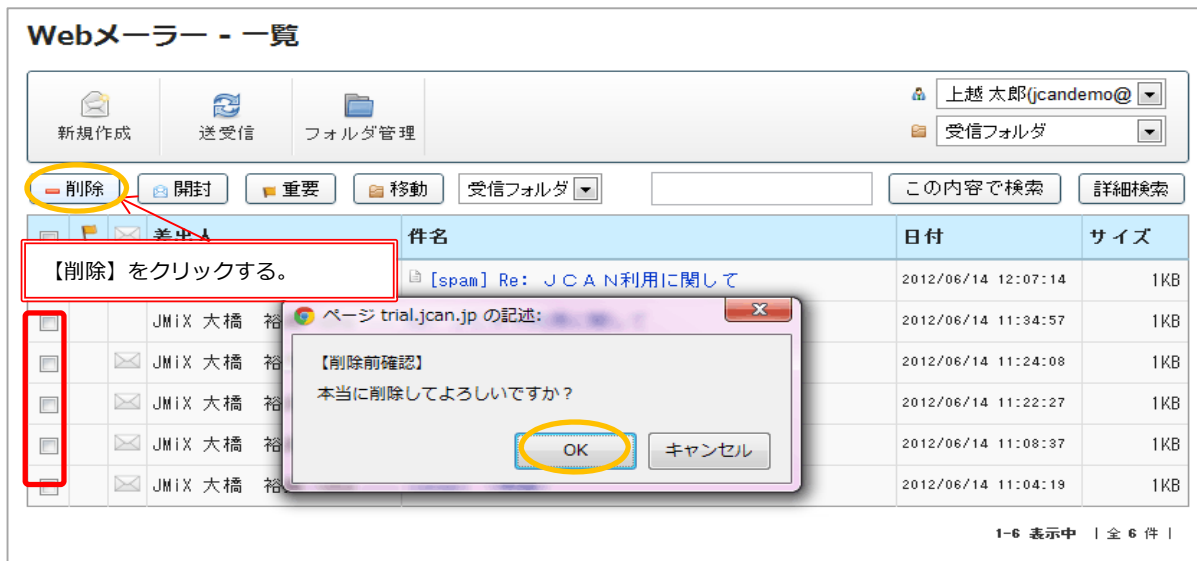 Webメーラー - 一覧
上越 太郎(jcandemo@
新規作成 送受信 フォルダ管理
受信フォルダ
削除 開封 重要 移動 受信フォルダ この内容で検索 詳細検索
差出人 件名 日付 サイズ
【削除】をクリックする。
[spam] Re: ＪＣＡＮ利用に関して 2012/06/14 12:07:14 1KB
ページ trial.jcan.jp の記述:
JMiX 大橋 裕 2012/06/14 11:34:57 1KB
【削除前確認】
JMiX 大橋 裕 2012/06/14 11:24:08 1KB
本当に削除してよろしいですか？
JMiX 大橋 裕 2012/06/14 11:22:27 1KB
OK キャンセル
JMiX 大橋 裕 2012/06/14 11:08:37 1KB
JMiX 大橋 裕 2012/06/14 11:04:19 1KB
1-6 表示中 | 全 6 件 |